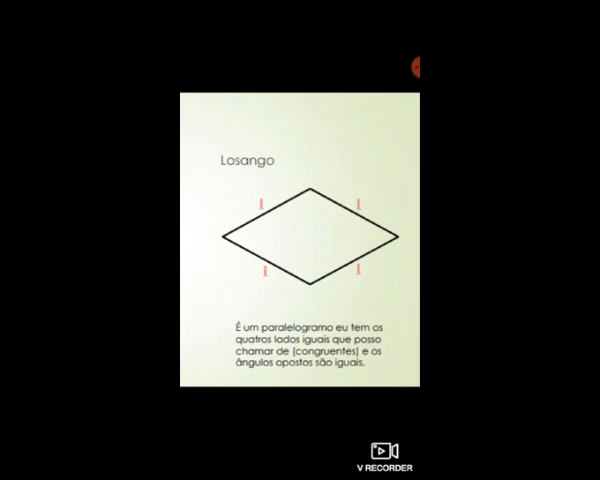 Losango
l l
l l
É um paralelogramo eu tem os
quatros lados iguais que posso
chamar de (congruentes) e os
ângulos opostos são iguais.
V RECORDER